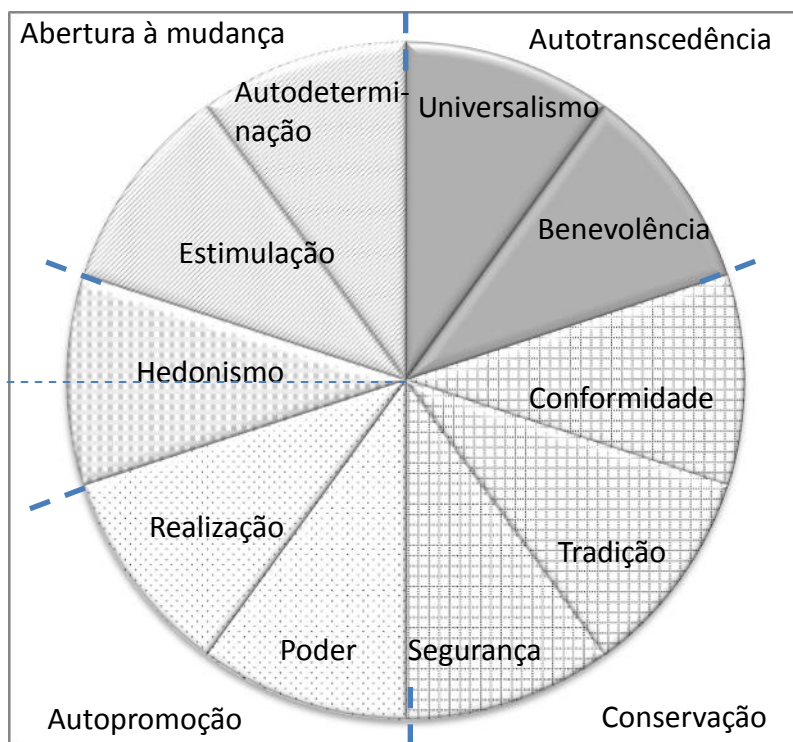 Abertura à mudança
Autotranscedência
Autodetermi-
nação
Universalismo
Benevolência
Estimulação
Hedonismo
Conformidade
Realização
Tradição
Poder
Segurança
Autopromoção
Conservação